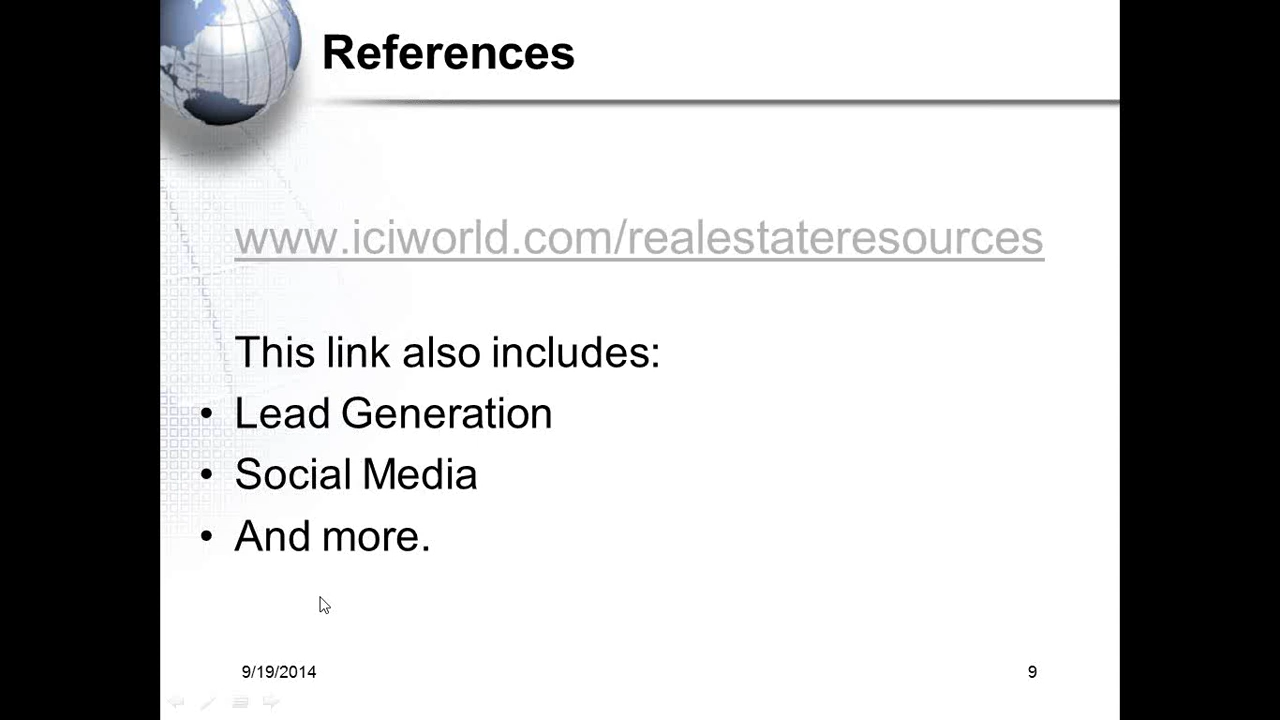 References
www.iciworld.com/realestateresources
This link also includes:
• Lead Generation
• Social Media
• And more.
9/19/2014
9